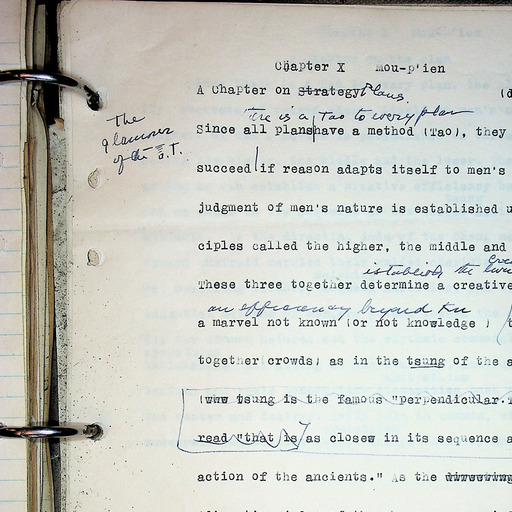 Chapter X mou-p'ien
A Chapter on strategy Plans. (d
The
glamour
of the O.T.
There is a Tao to every plan
Since all plans have a method (Tao), they
succeed if reason adapts itself to men's
judgment of men's nature is established u
ciples called the higher, the middle and
establish the
These three together determine a creative
an efficiency beyond
a marvel not known (or not knowledge )
together crowds) as in the tsung of the a
(www tsung is the famous "perpendicular.
read "that is as closew in its sequence a
action of the ancients." As the